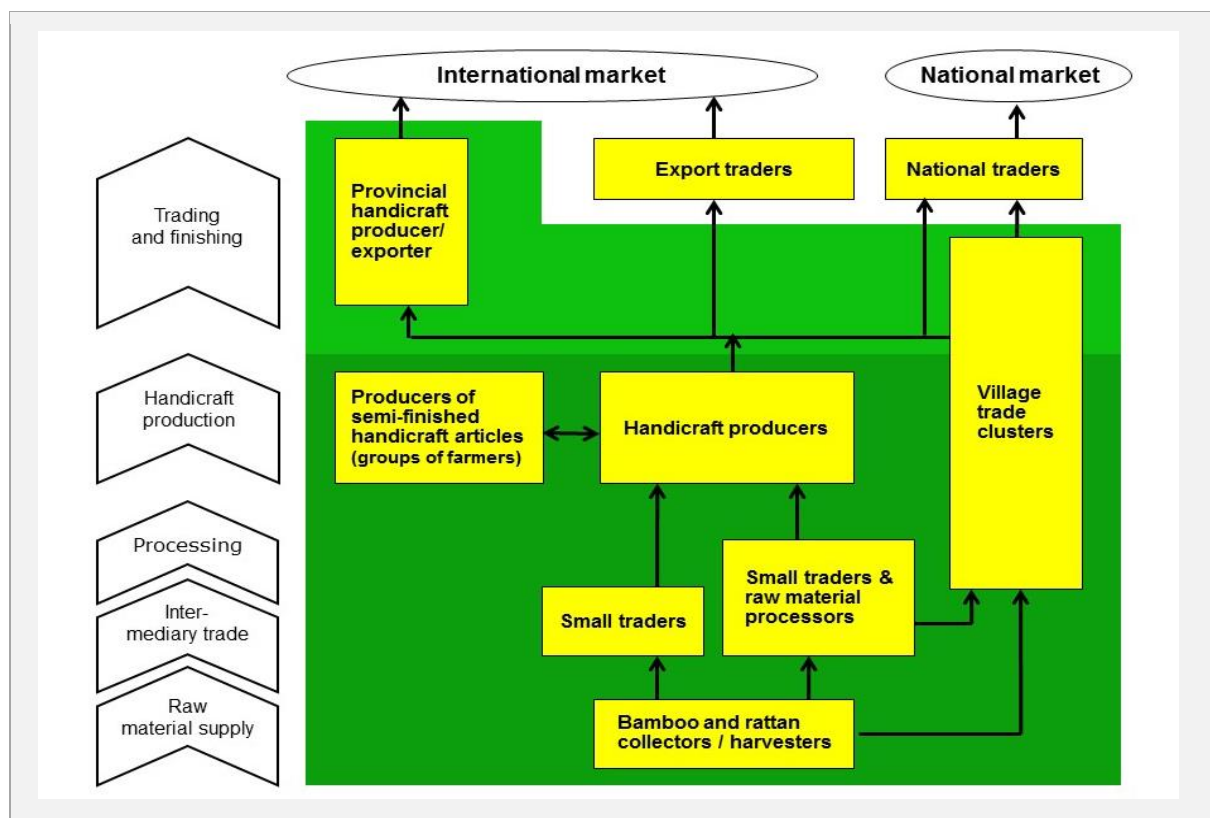 International market
National market
Trading
and finishing
Provincial
handicraft
producer/
exporter
Export traders
National traders
Handicraft
production
Producers of
semi-finished
handicraft articles
(groups of farmers)
Handicraft producers
Village
trade
clusters
Processing
Small traders &
raw material
processors
Inter-
mediary trade
Small traders
Raw
material supply
Bamboo and rattan
collectors / harvesters